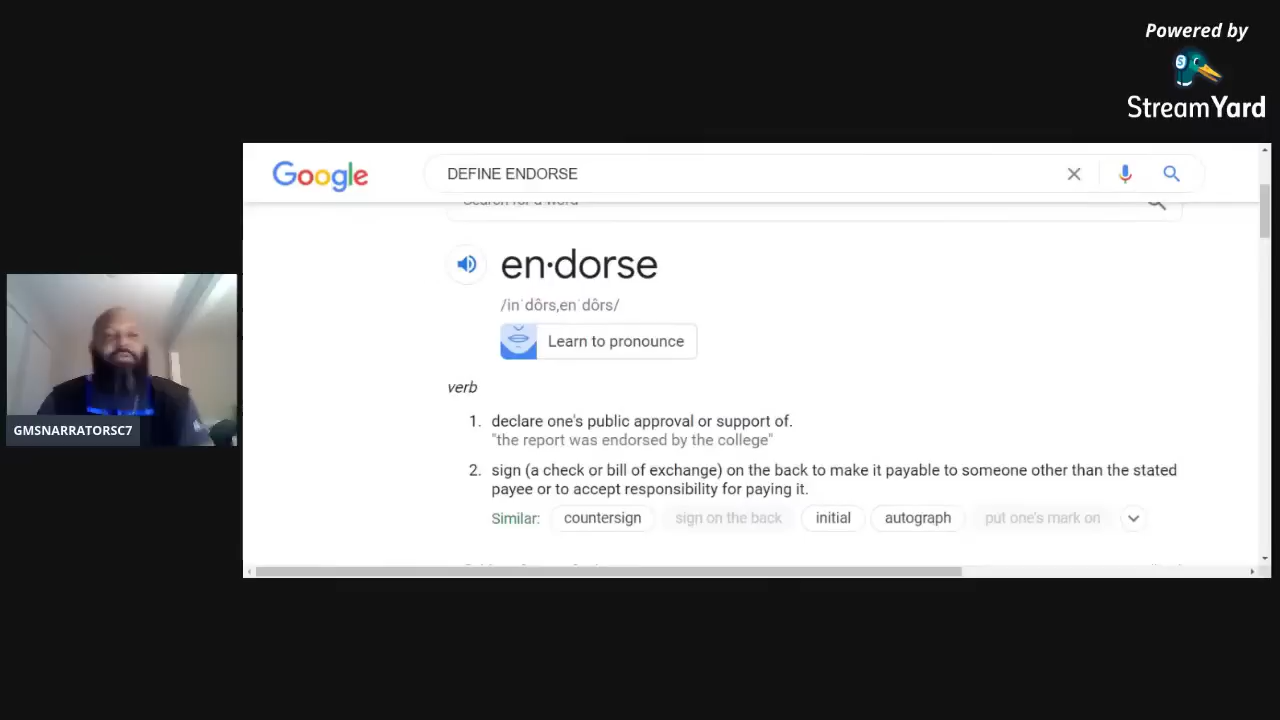 Powered by
StreamYard
Google
DEFINE ENDORSE
Search for a word
en·dorse
/inˈdôrs,enˈdôrs/
Learn to pronounce
verb
1. declare one's public approval or support of.
"the report was endorsed by the college"
2. sign (a check or bill of exchange) on the back to make it payable to someone other than the stated
payee or to accept responsibility for paying it.
Similar: countersign sign on the back initial autograph put one's mark on
GMSNARRATORSC7